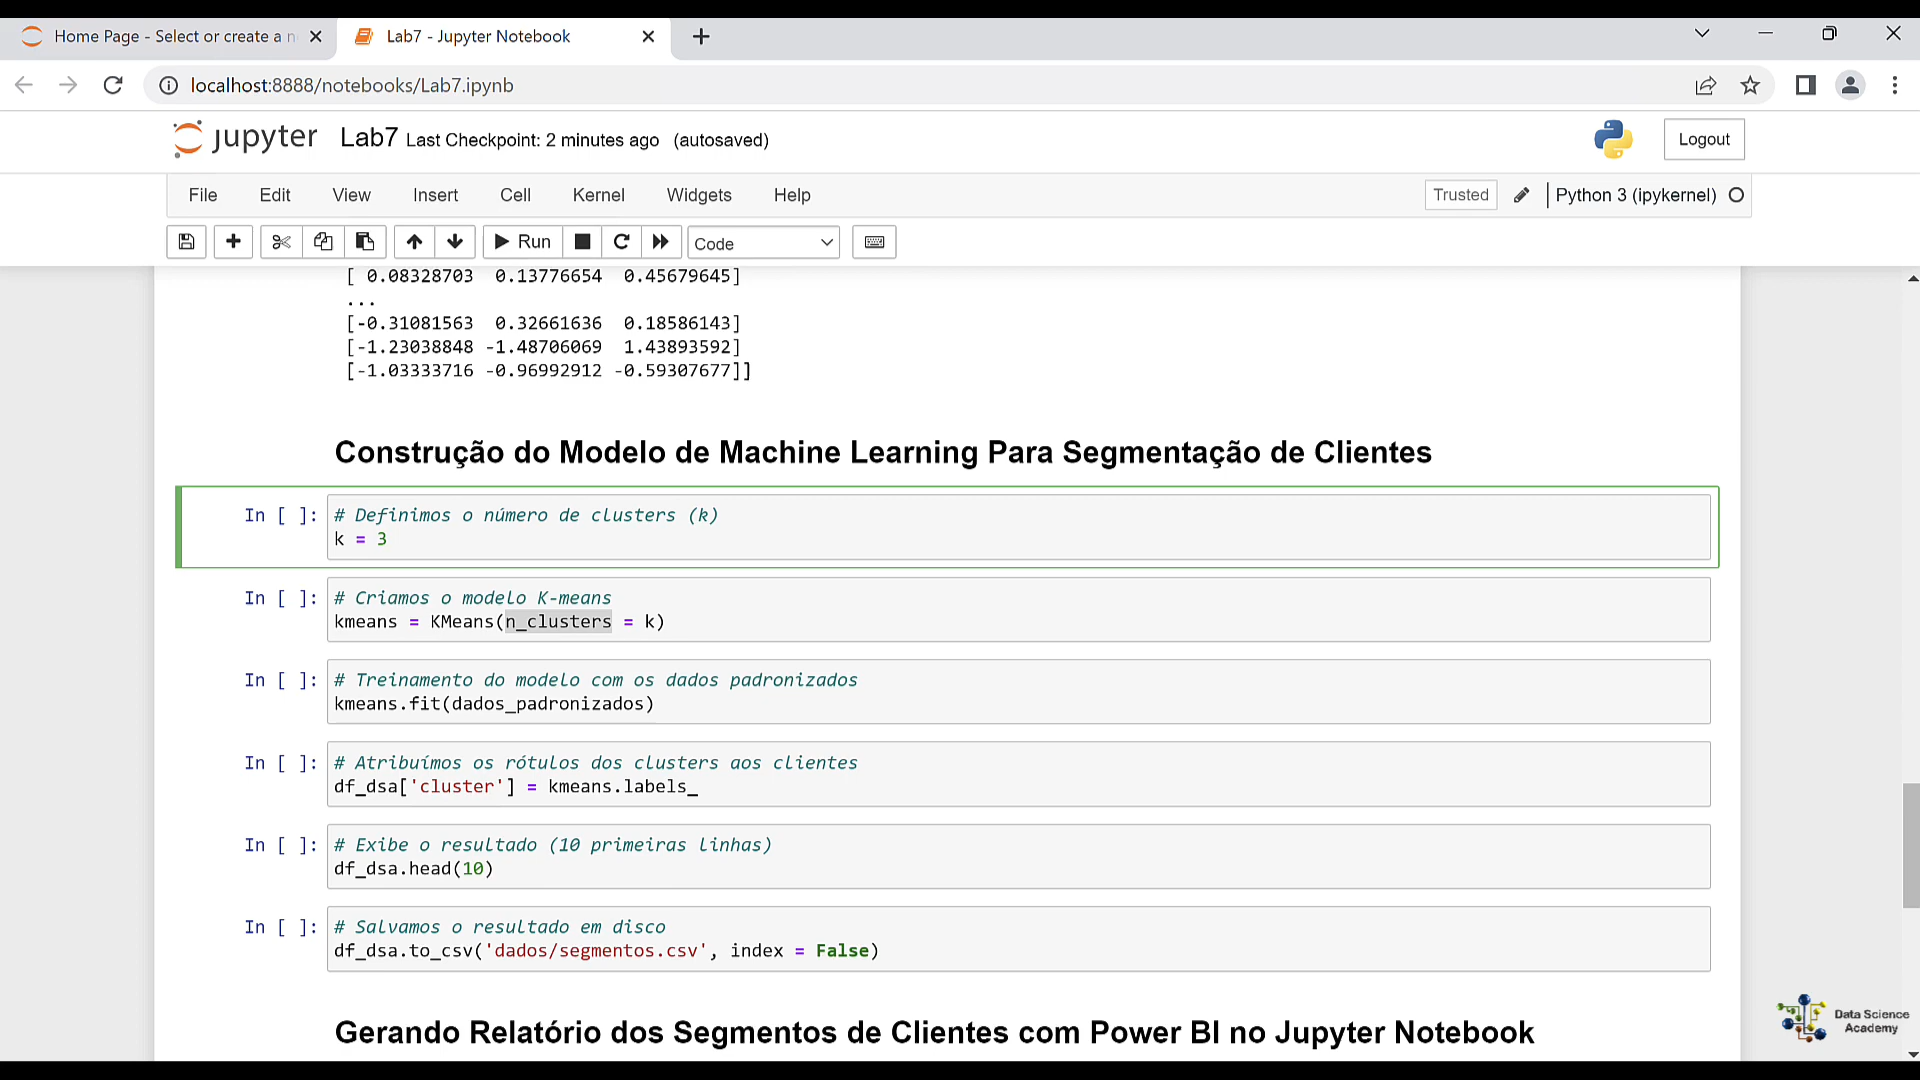 Home Page - Select or create a n
Lab7 - Jupyter Notebook
localhost:8888/notebooks/Lab7.ipynb
jupyter Lab7 Last Checkpoint: 2 minutes ago (autosaved)
Logout
File Edit View Insert Cell Kernel Widgets Help
Trusted
Python 3 (ipykernel)
Run
Code
[ 0.08328703 0.13776654 0.45679645]
...
[-0.31081563 0.32661636 0.18586143]
[-1.23038848 -1.48706069 1.43893592]
[-1.03333716 -0.96992912 -0.59307677]]
Construção do Modelo de Machine Learning Para Segmentação de Clientes
In [ ]: # Definimos o número de clusters (k)
k = 3
In [ ]: # Criamos o modelo K-means
kmeans = KMeans(n_clusters = k)
In [ ]: # Treinamento do modelo com os dados padronizados
kmeans.fit(dados_padronizados)
In [ ]: # Atribuímos os rótulos dos clusters aos clientes
df_dsa['cluster'] = kmeans.labels_
In [ ]: # Exibe o resultado (10 primeiras linhas)
df_dsa.head(10)
In [ ]: # Salvamos o resultado em disco
df_dsa.to_csv('dados/segmentos.csv', index = False)
Gerando Relatório dos Segmentos de Clientes com Power BI no Jupyter Notebook
Data Science
Academy